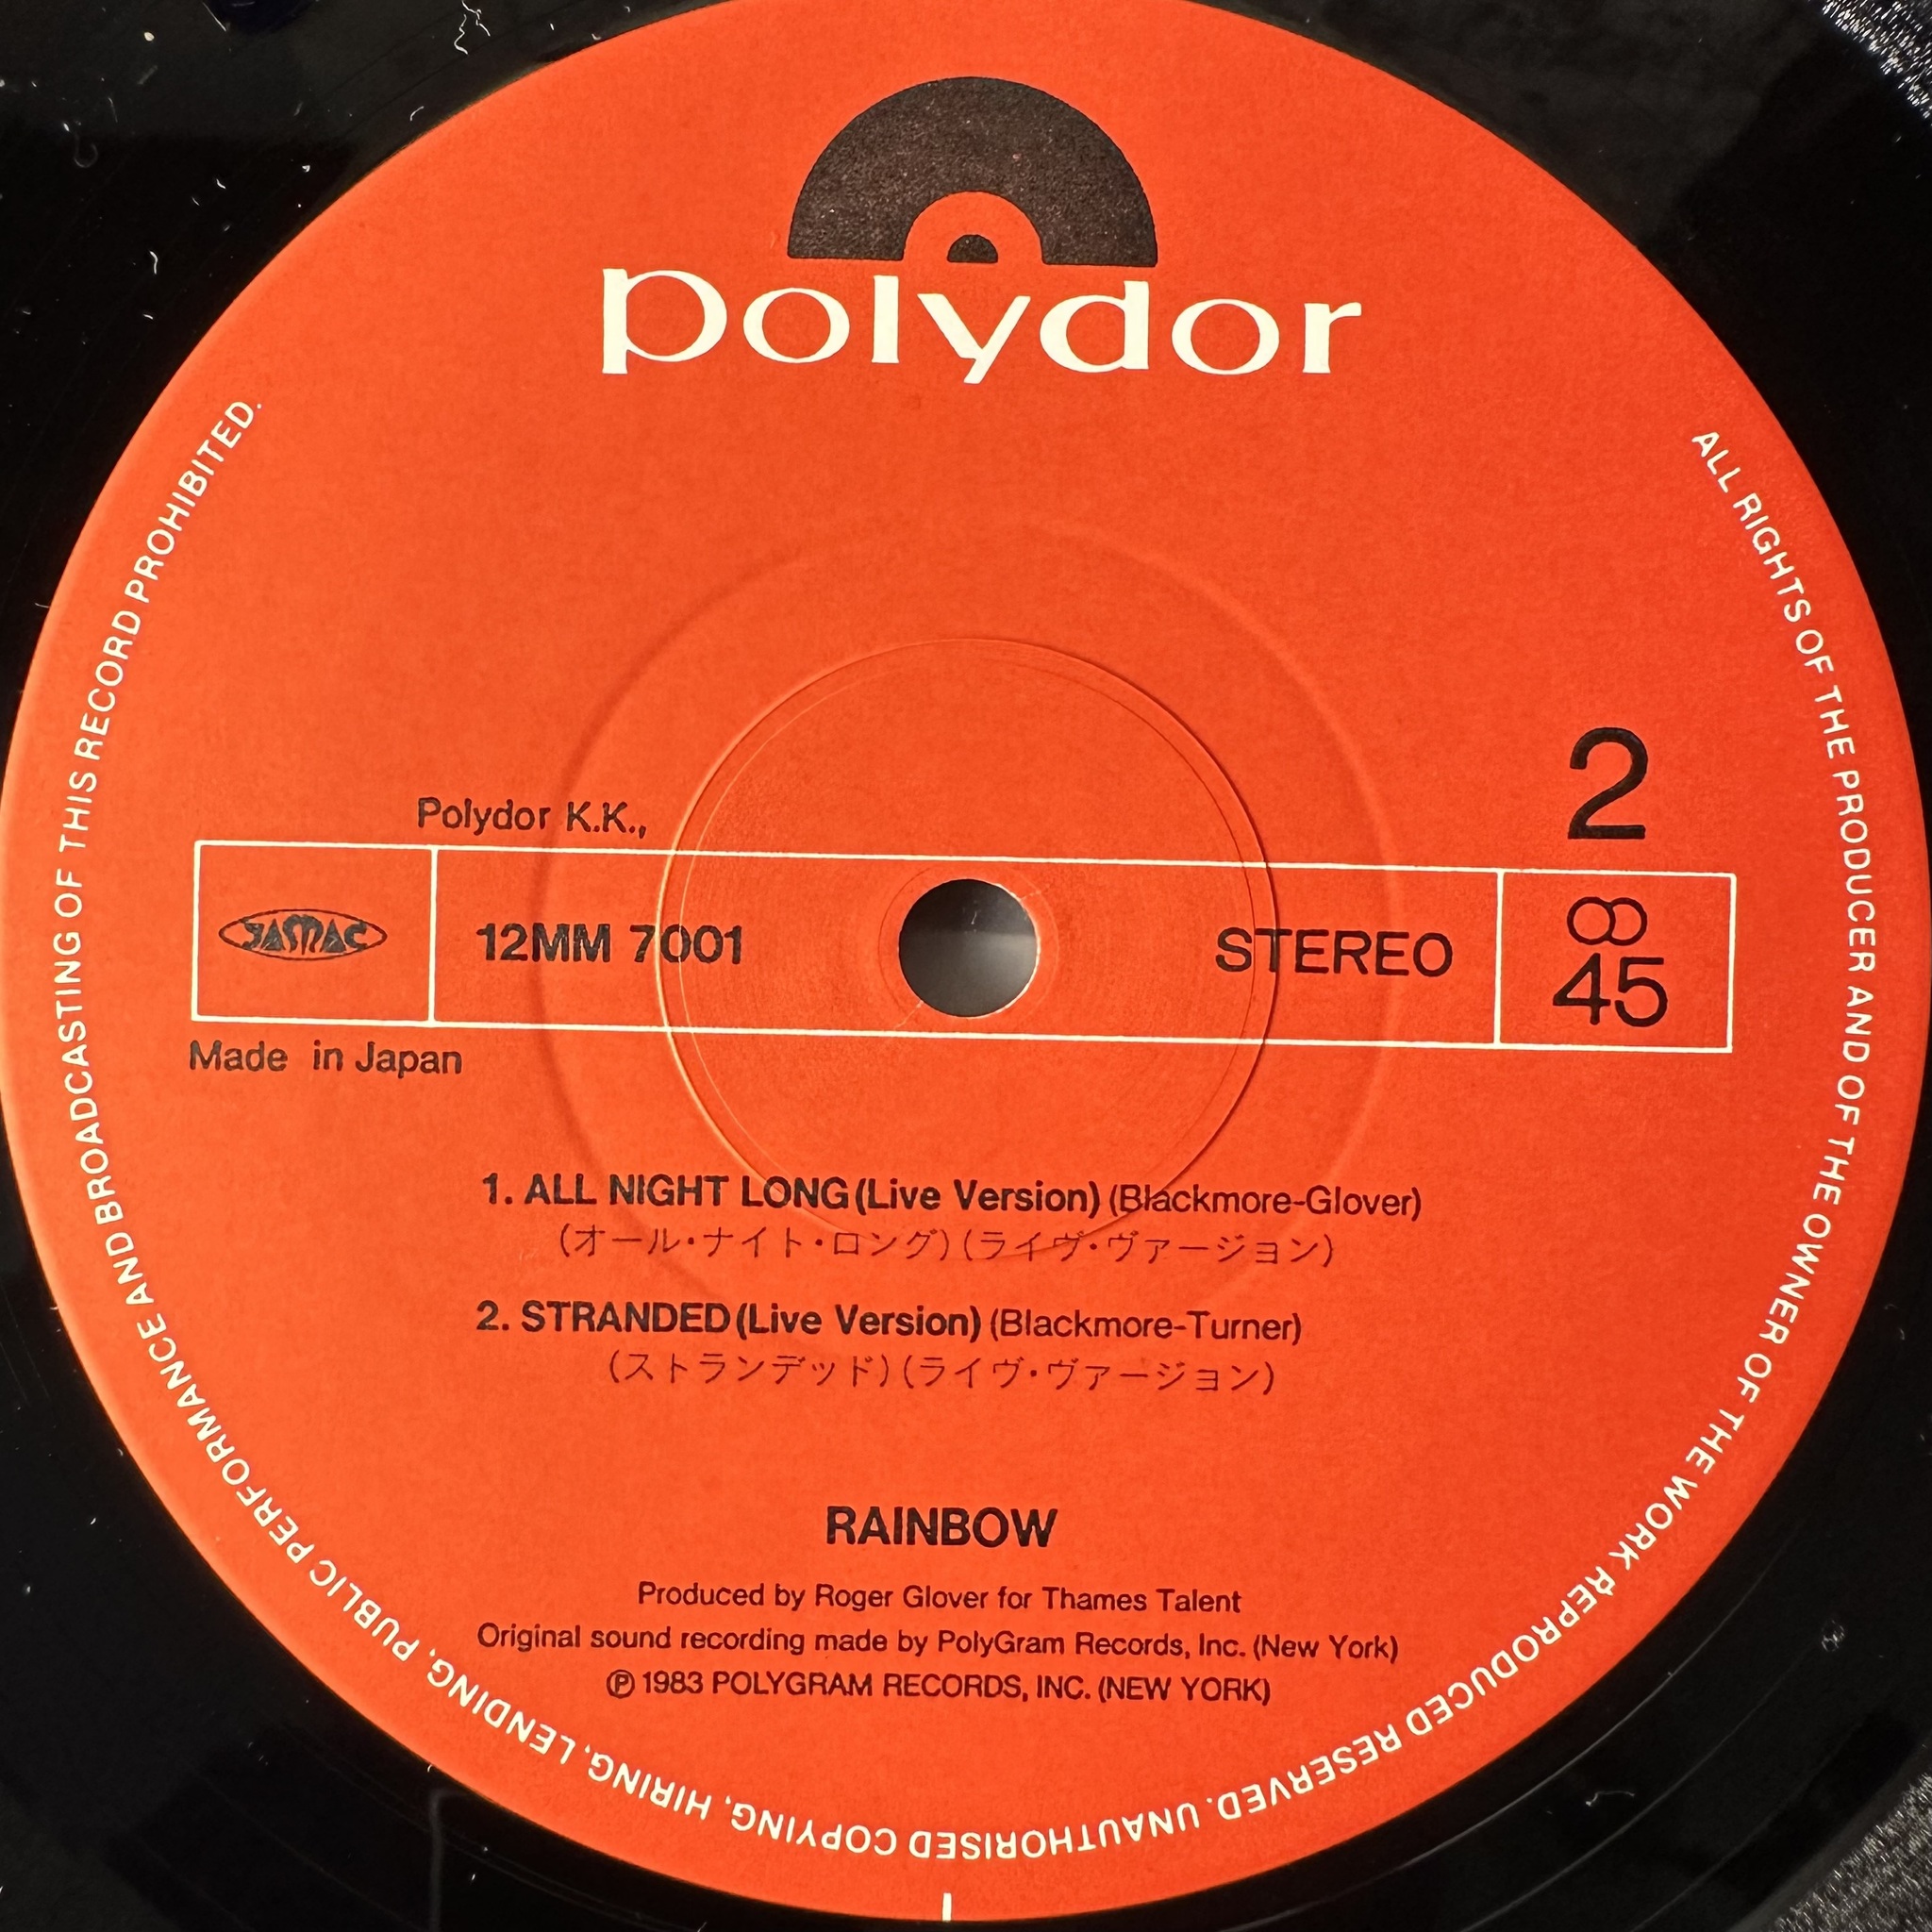 polydor
2
Polydor K.K.,
JASRAC
12MM 7001
STEREO
∞
45
Made in Japan
1. ALL NIGHT LONG (Live Version) (Blackmore-Glover)
(オール・ナイト・ロング) (ライヴ・ヴァージョン)
2. STRANDED (Live Version) (Blackmore-Turner)
(ストランデッド) (ライヴ・ヴァージョン)
RAINBOW
Produced by Roger Glover for Thames Talent
Original sound recording made by PolyGram Records, Inc. (New York)
℗ 1983 POLYGRAM RECORDS, INC. (NEW YORK)
ALL RIGHTS OF THE PRODUCER AND OF THE OWNER OF THE WORK REPRODUCED RESERVED. UNAUTHORISED COPYING, HIRING, LENDING, PUBLIC PERFORMANCE AND BROADCASTING OF THIS RECORD PROHIBITED.